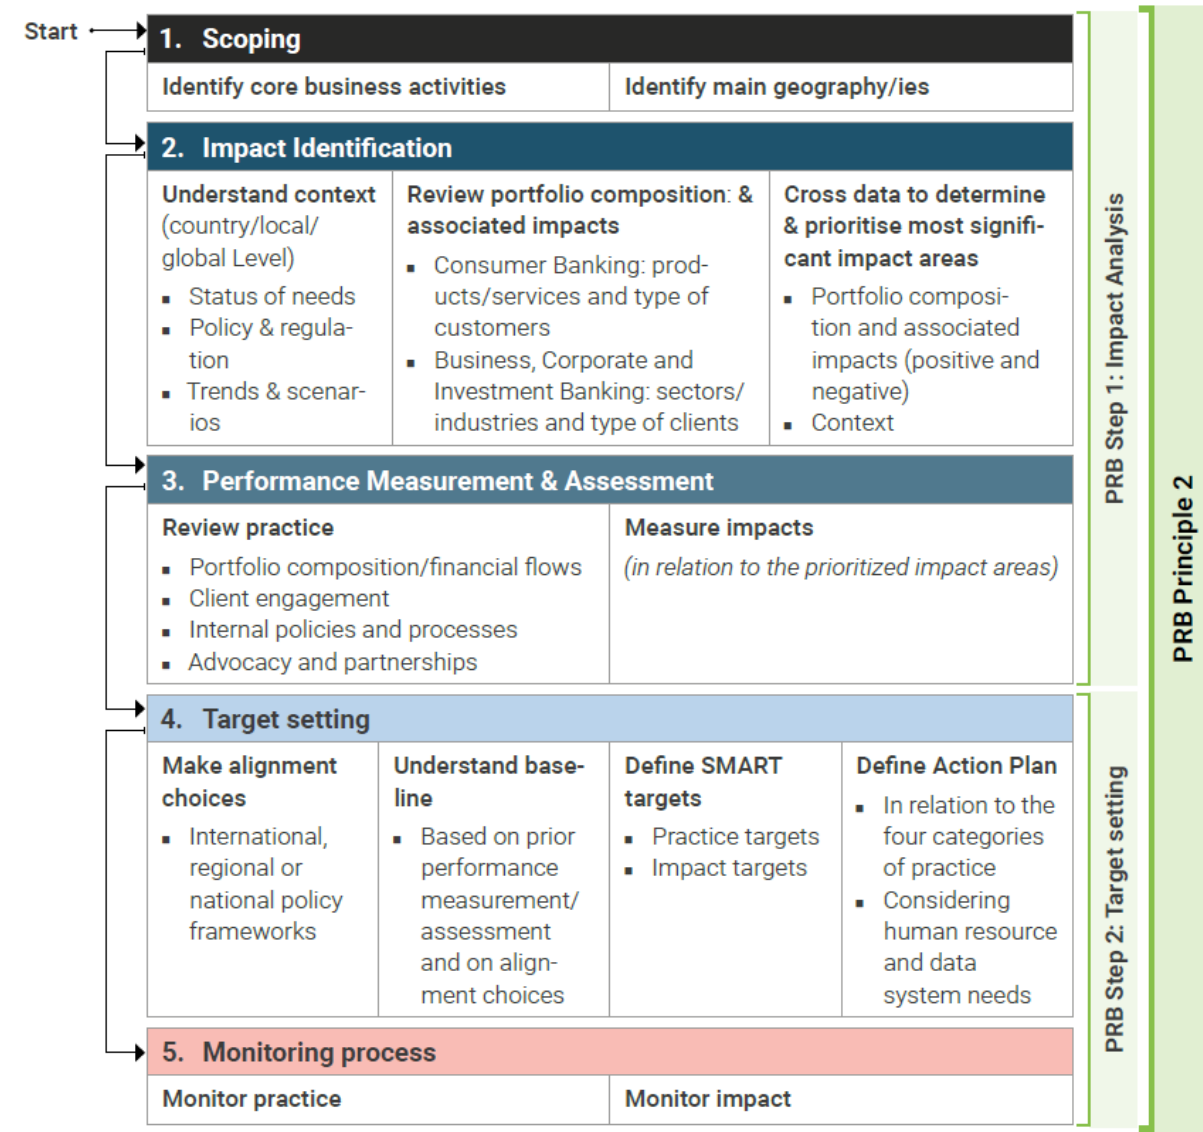 Start
1. Scoping
Identify core business activities
Identify main geography/ies
2. Impact Identification
Understand context
(country/local/
global Level)
▪ Status of needs
▪ Policy & regula-
tion
▪ Trends & scenar-
ios
Review portfolio composition: &
associated impacts
▪ Consumer Banking: prod-
ucts/services and type of
customers
▪ Business, Corporate and
Investment Banking: sectors/
industries and type of clients
Cross data to determine
& prioritise most signifi-
cant impact areas
▪ Portfolio composi-
tion and associated
impacts (positive and
negative)
▪ Context
3. Performance Measurement & Assessment
Review practice
▪ Portfolio composition/financial flows
▪ Client engagement
▪ Internal policies and processes
▪ Advocacy and partnerships
Measure impacts
(in relation to the prioritized impact areas)
4. Target setting
Make alignment
choices
▪ International,
regional or
national policy
frameworks
Understand base-
line
▪ Based on prior
performance
measurement/
assessment
and on align-
ment choices
Define SMART
targets
▪ Practice targets
▪ Impact targets
Define Action Plan
▪ In relation to the
four categories
of practice
▪ Considering
human resource
and data
system needs
5. Monitoring process
Monitor practice
Monitor impact
PRB Step 1: Impact Analysis
PRB Step 2: Target setting
PRB Principle 2